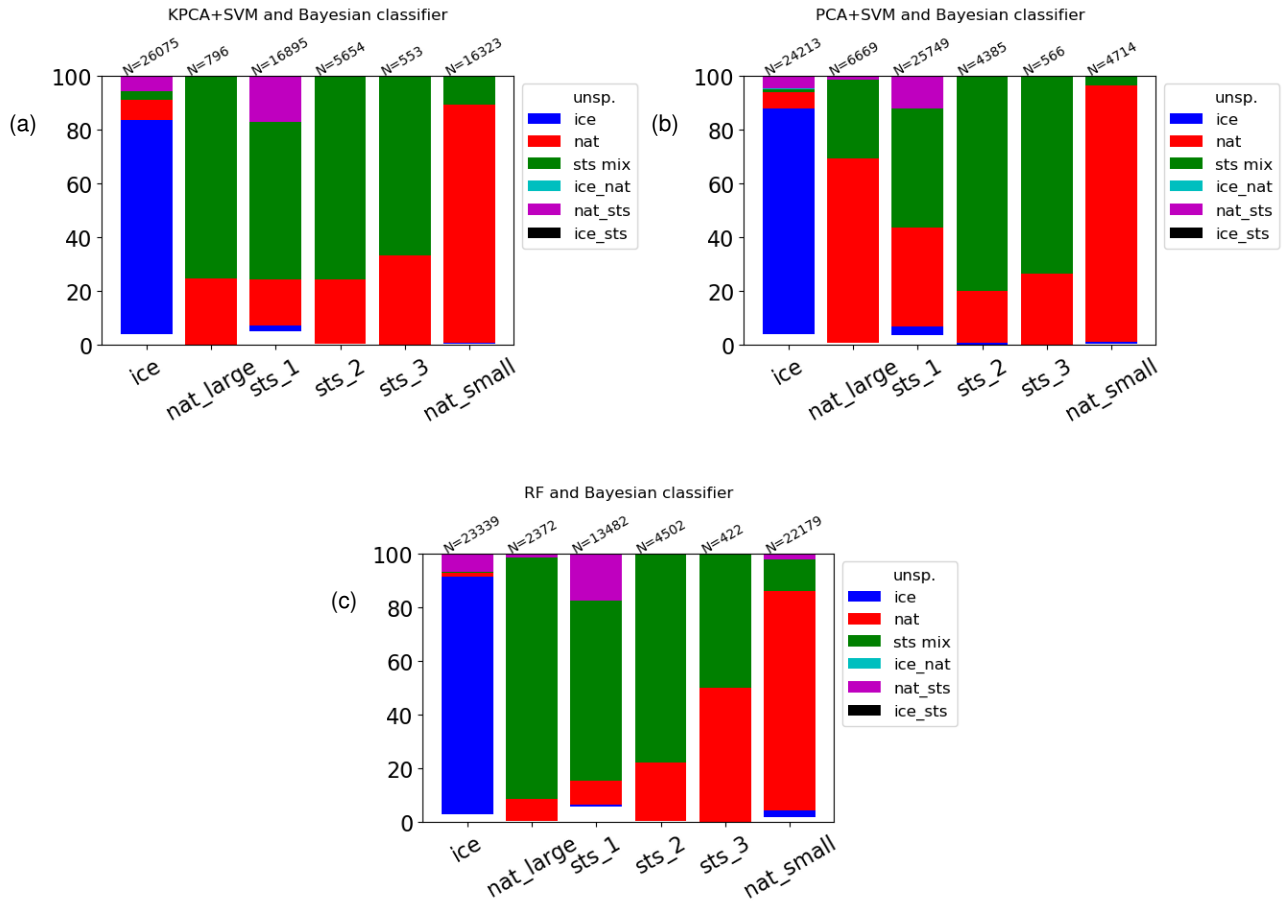 KPCA+SVM and Bayesian classifier
N=26075 N=796 N=16895 N=5654 N=553 N=16323
(a)
100
80
60
40
20
0
ice nat_large sts_1 sts_2 sts_3 nat_small
unsp.
ice
nat
sts mix
ice_nat
nat_sts
ice_sts
PCA+SVM and Bayesian classifier
N=24213 N=6669 N=25749 N=4385 N=566 N=4714
(b)
100
80
60
40
20
0
ice nat_large sts_1 sts_2 sts_3 nat_small
unsp.
ice
nat
sts mix
ice_nat
nat_sts
ice_sts
RF and Bayesian classifier
N=23339 N=2372 N=13482 N=4502 N=422 N=22179
(c)
100
80
60
40
20
0
ice nat_large sts_1 sts_2 sts_3 nat_small
unsp.
ice
nat
sts mix
ice_nat
nat_sts
ice_sts